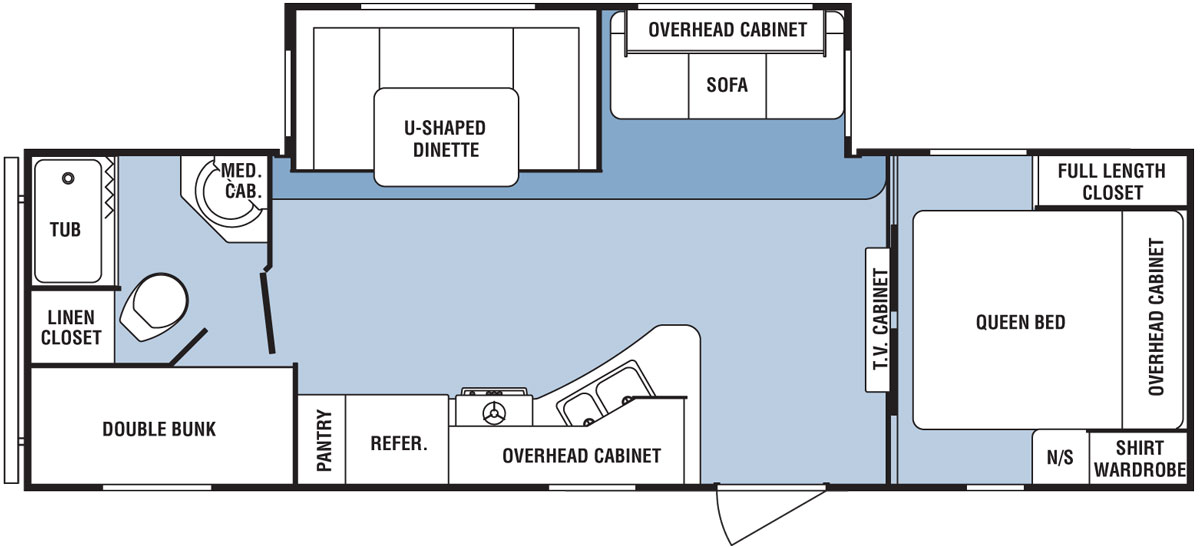 OVERHEAD CABINET
SOFA
U-SHAPED
DINETTE
MED.
CAB.
TUB
LINEN
CLOSET
DOUBLE BUNK
PANTRY
REFER.
OVERHEAD CABINET
T.V. CABINET
FULL LENGTH
CLOSET
QUEEN BED
OVERHEAD CABINET
N/S
SHIRT
WARDROBE